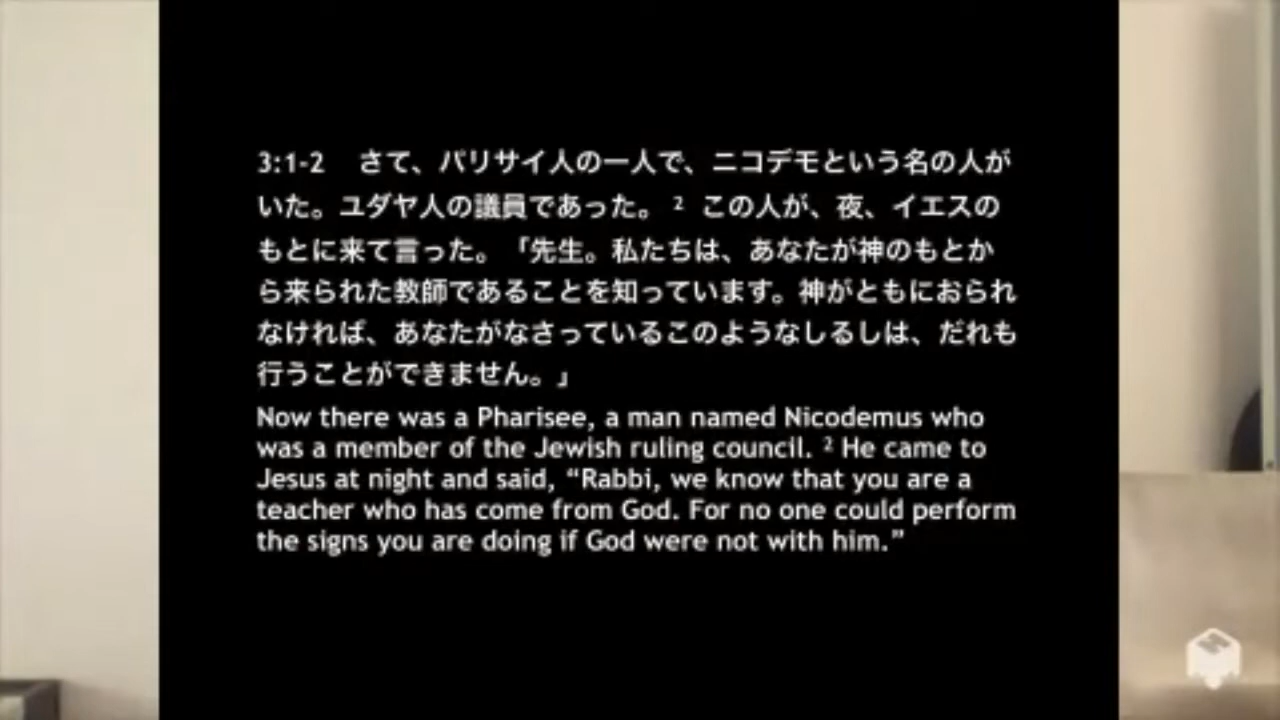 3:1-2 さて、パリサイ人の一人で、ニコデモという名の人が
いた。ユダヤ人の議員であった。 ² この人が、夜、イエスの
もとに来て言った。「先生。私たちは、あなたが神のもとか
ら来られた教師であることを知っています。神がともにおられ
なければ、あなたがなさっているこのようなしるしは、だれも
行うことができません。」
Now there was a Pharisee, a man named Nicodemus who
was a member of the Jewish ruling council. ² He came to
Jesus at night and said, “Rabbi, we know that you are a
teacher who has come from God. For no one could perform
the signs you are doing if God were not with him.”